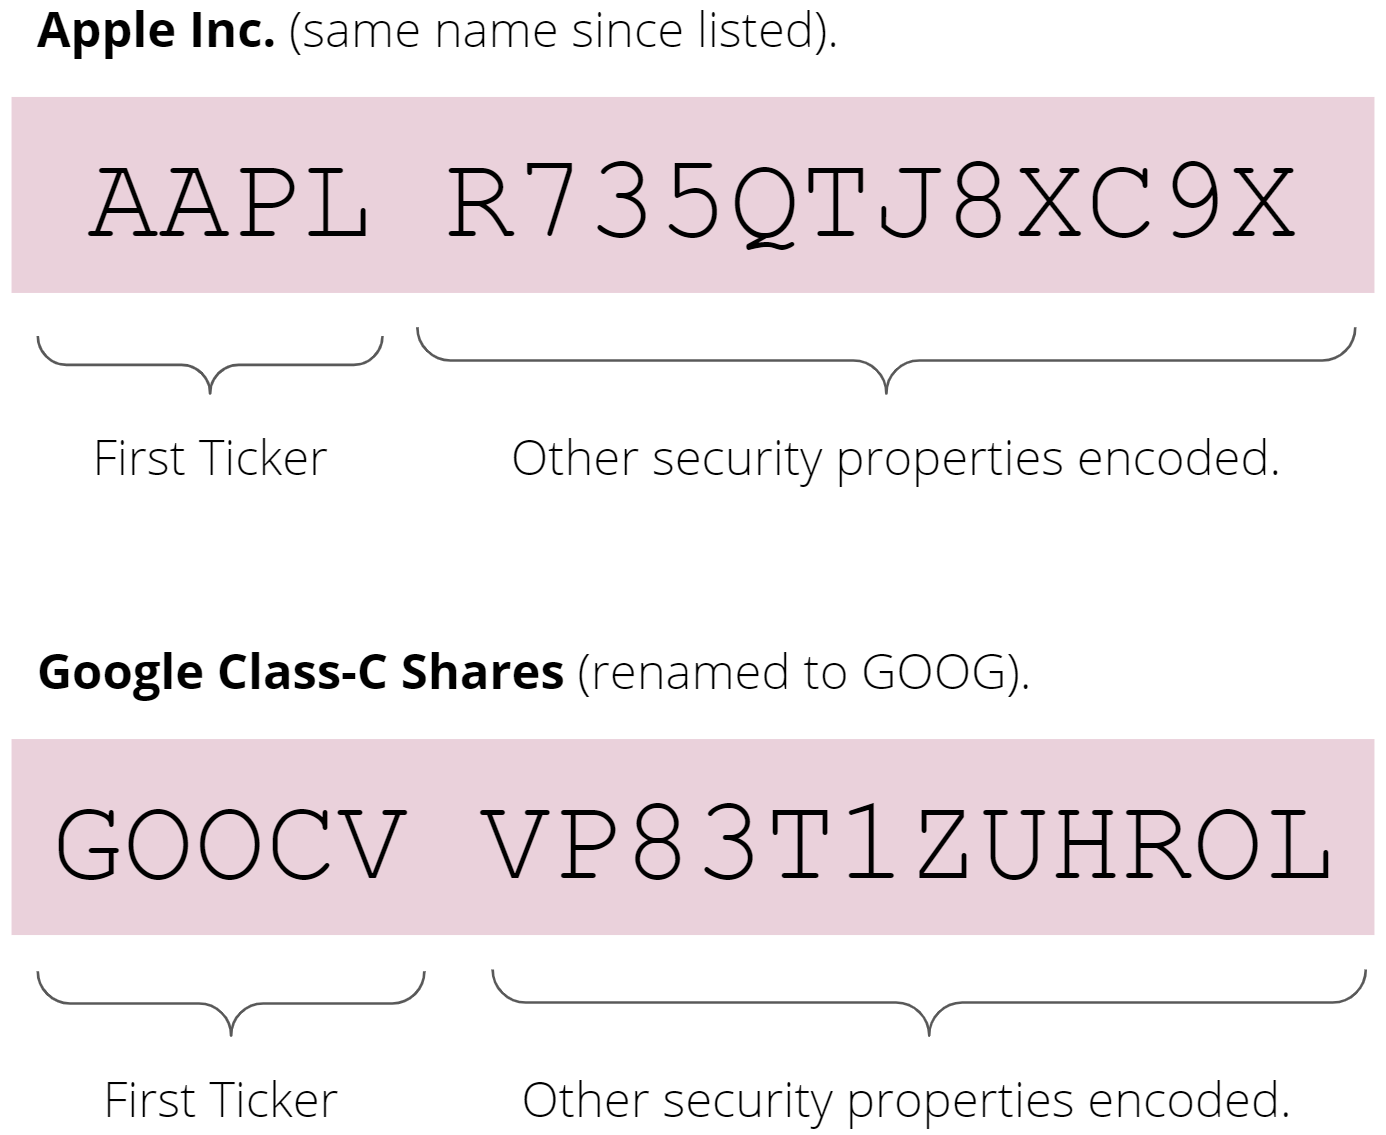 Apple Inc. (same name since listed).
AAPL R735QTJ8XC9X
First Ticker Other security properties encoded.
Google Class-C Shares (renamed to GOOG).
GOOCV VP83T1ZUHROL
First Ticker Other security properties encoded.